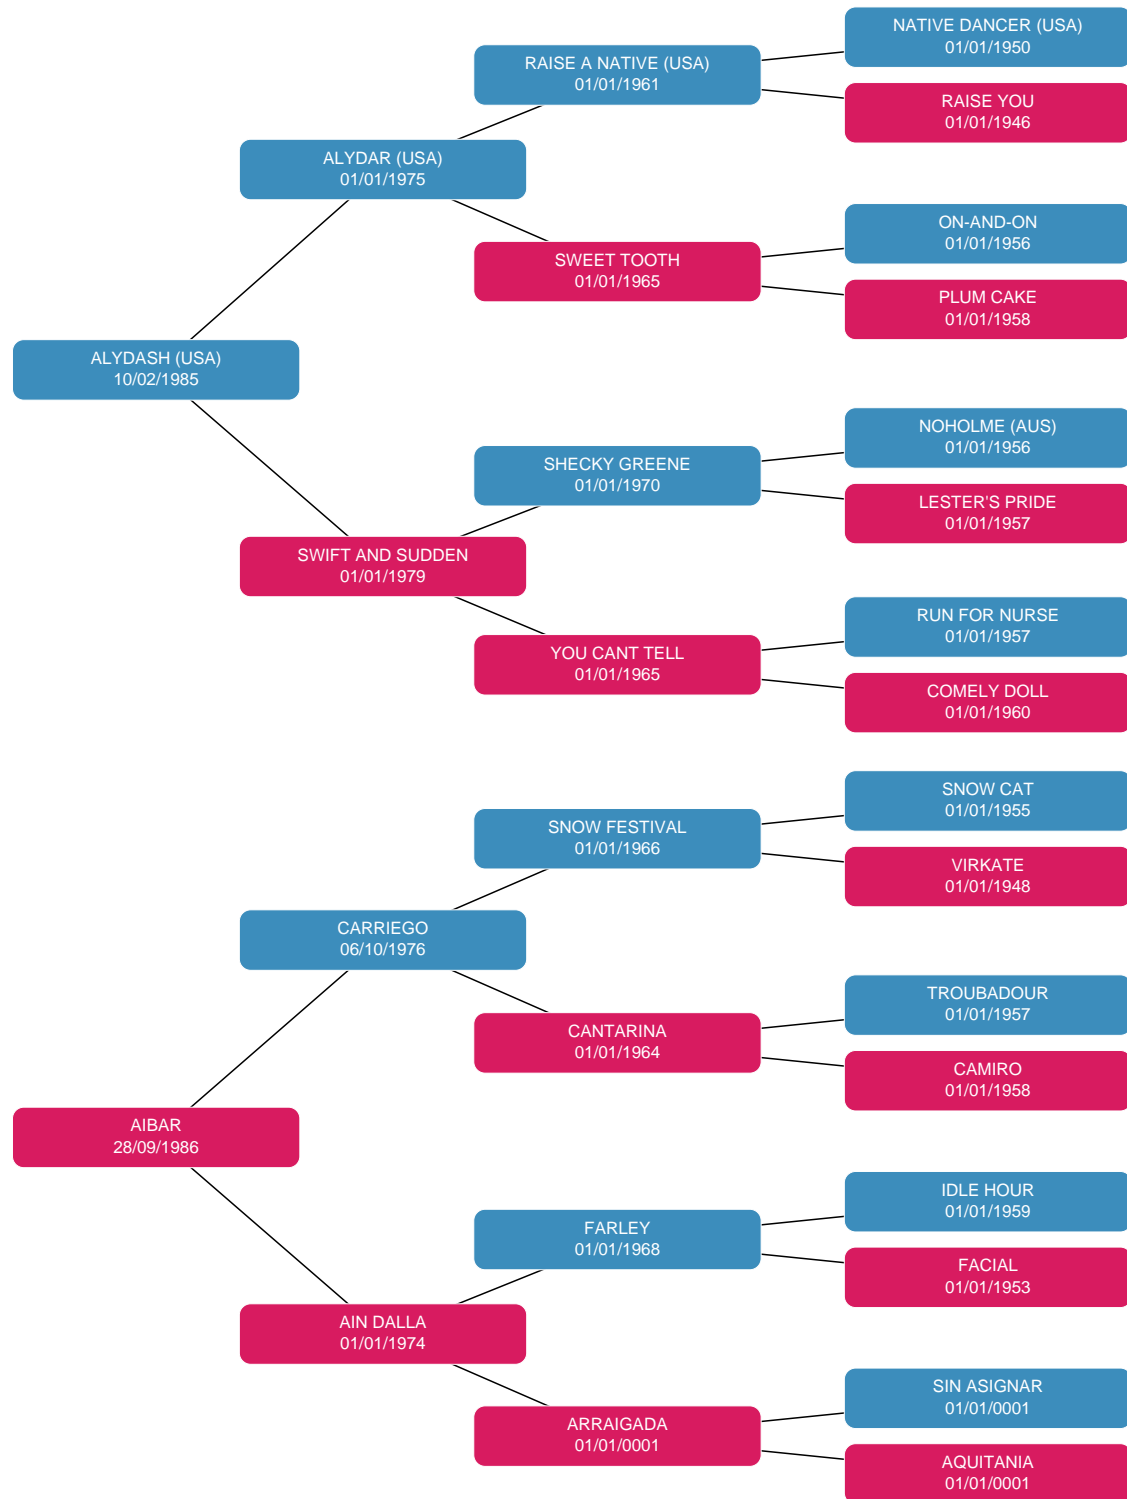 NATIVE DANCER (USA)
01/01/1950
RAISE A NATIVE (USA)
01/01/1961
RAISE YOU
01/01/1946
ALYDAR (USA)
01/01/1975
ON-AND-ON
01/01/1956
SWEET TOOTH
01/01/1965
PLUM CAKE
01/01/1958
ALYDASH (USA)
10/02/1985
NOHOLME (AUS)
01/01/1956
SHECKY GREENE
01/01/1970
LESTER'S PRIDE
01/01/1957
SWIFT AND SUDDEN
01/01/1979
RUN FOR NURSE
01/01/1957
YOU CANT TELL
01/01/1965
COMELY DOLL
01/01/1960
SNOW CAT
01/01/1955
SNOW FESTIVAL
01/01/1966
VIRKATE
01/01/1948
CARRIEGO
06/10/1976
TROUBADOUR
01/01/1957
CANTARINA
01/01/1964
CAMIRO
01/01/1958
AIBAR
28/09/1986
IDLE HOUR
01/01/1959
FARLEY
01/01/1968
FACIAL
01/01/1953
AIN DALLA
01/01/1974
SIN ASIGNAR
01/01/0001
ARRAIGADA
01/01/0001
AQUITANIA
01/01/0001